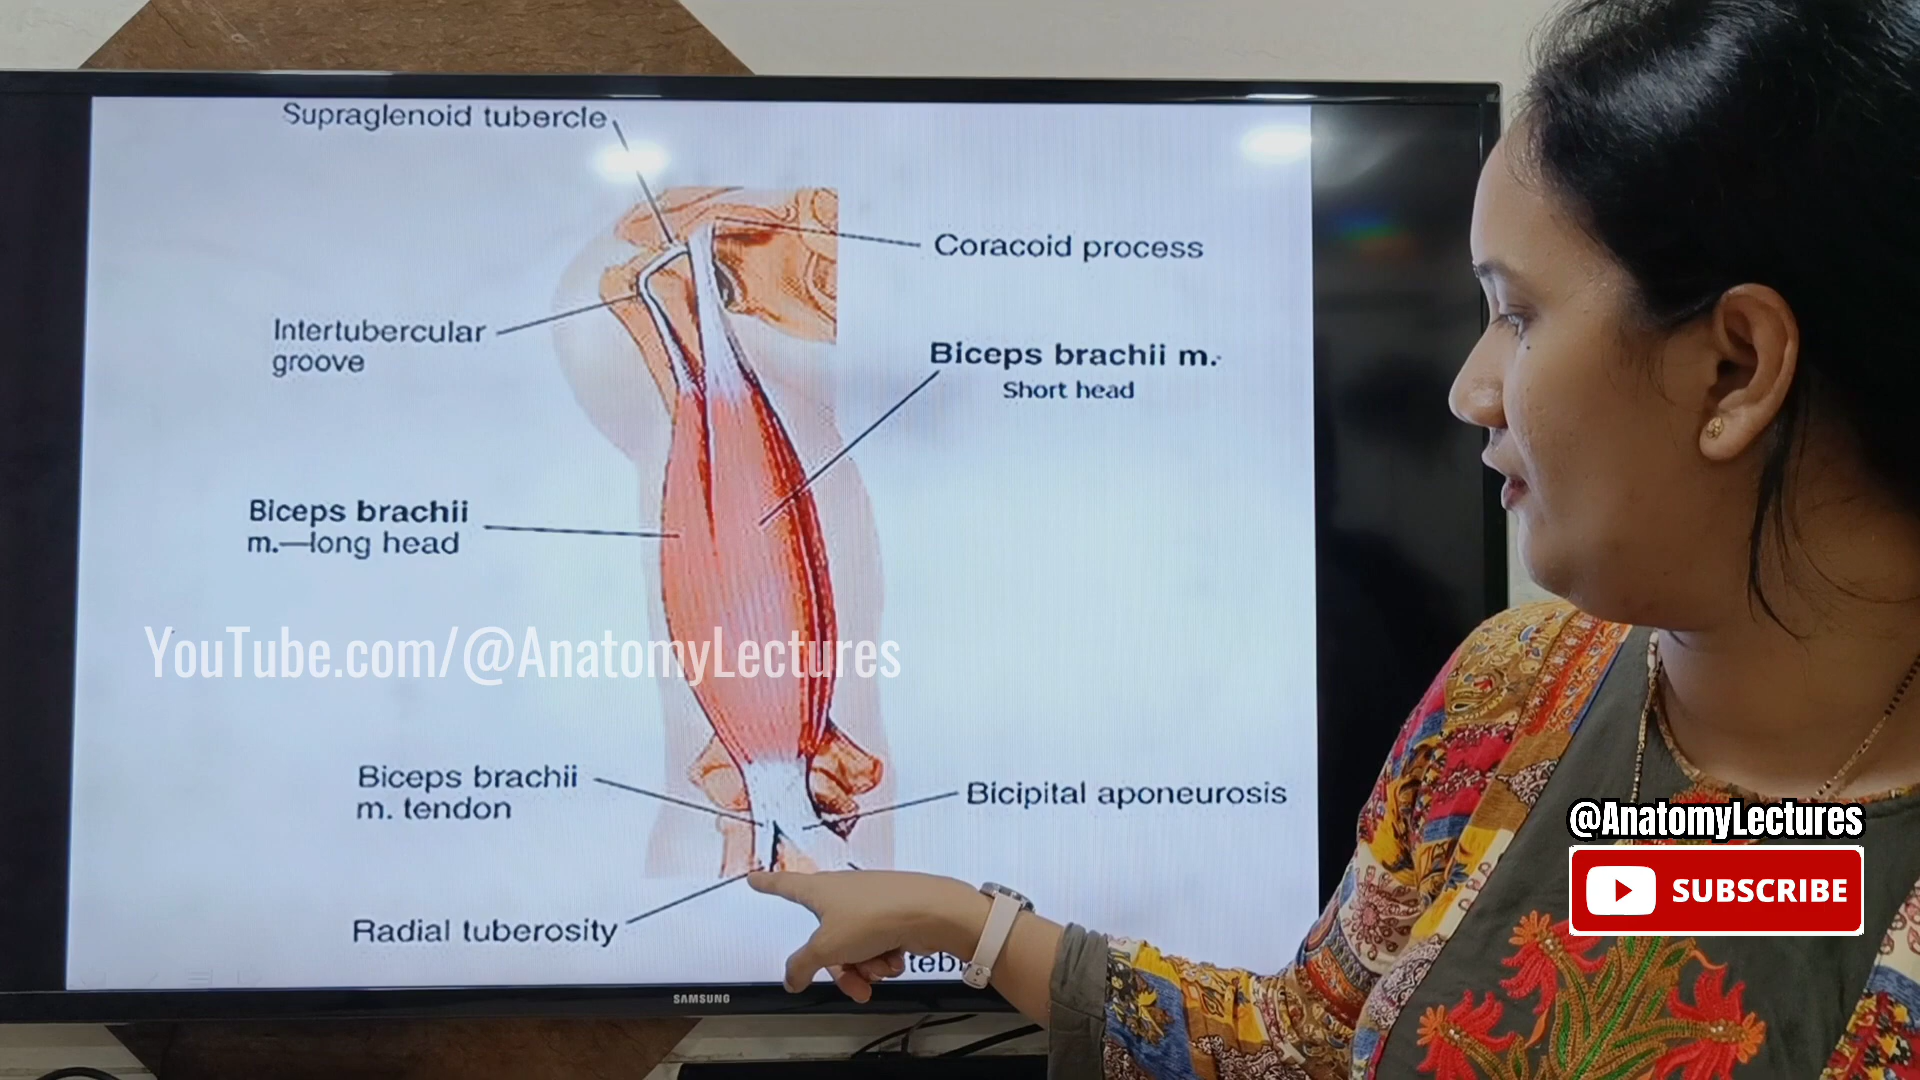 Supraglenoid tubercle
Coracoid process
Intertubercular
groove
Biceps brachii m.
Short head
Biceps brachii
m.—long head
YouTube.com/@AnatomyLectures
Biceps brachii
m. tendon
Bicipital aponeurosis
@AnatomyLectures
SUBSCRIBE
Radial tuberosity
SAMSUNG